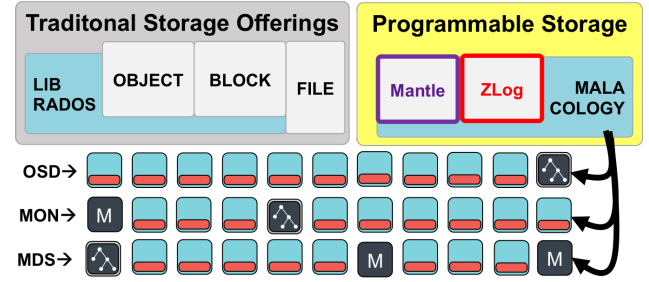 Traditonal Storage Offerings
LIB
RADOS
OBJECT
BLOCK
FILE
Programmable Storage
Mantle
ZLog
MALA
COLOGY
OSD→
MON→ M
MDS→ M M